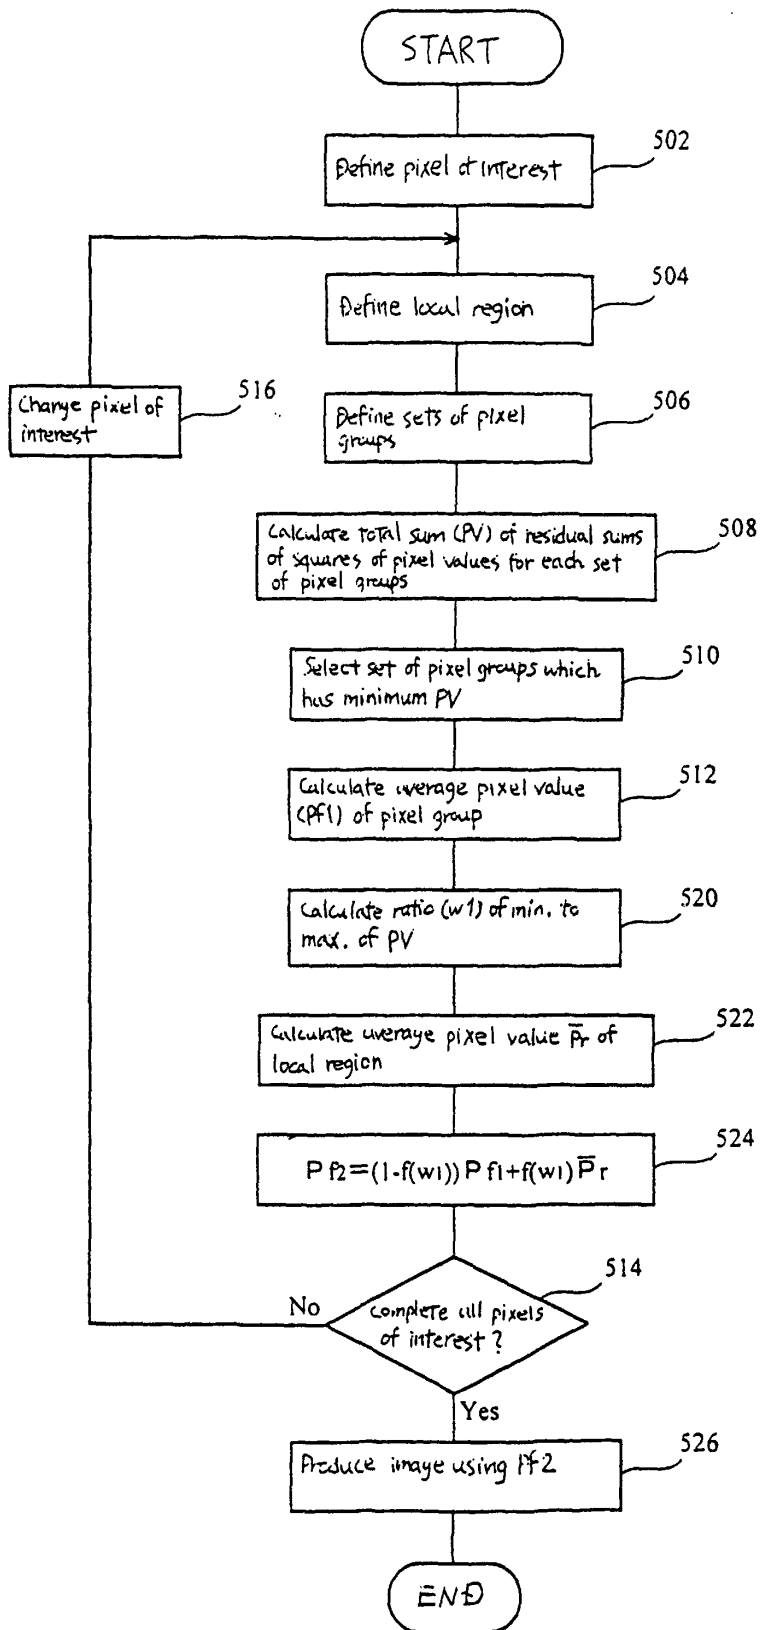 START
502
Define pixel of interest
504
Define local region
516
Change pixel of
interest
506
Define sets of pixel
groups
508
Calculate total sum (PV) of residual sums
of squares of pixel values for each set
of pixel groups
510
Select set of pixel groups which
has minimum PV
512
Calculate average pixel value
(Pf1) of pixel group
520
Calculate ratio (w1) of min. to
max. of PV
522
Calculate average pixel value P̄r of
local region
524
P f2=(1-f(w1)) P f1+f(w1) P̄ r
514
No
Complete all pixels
of interest?
Yes
526
Produce image using Pf2
END